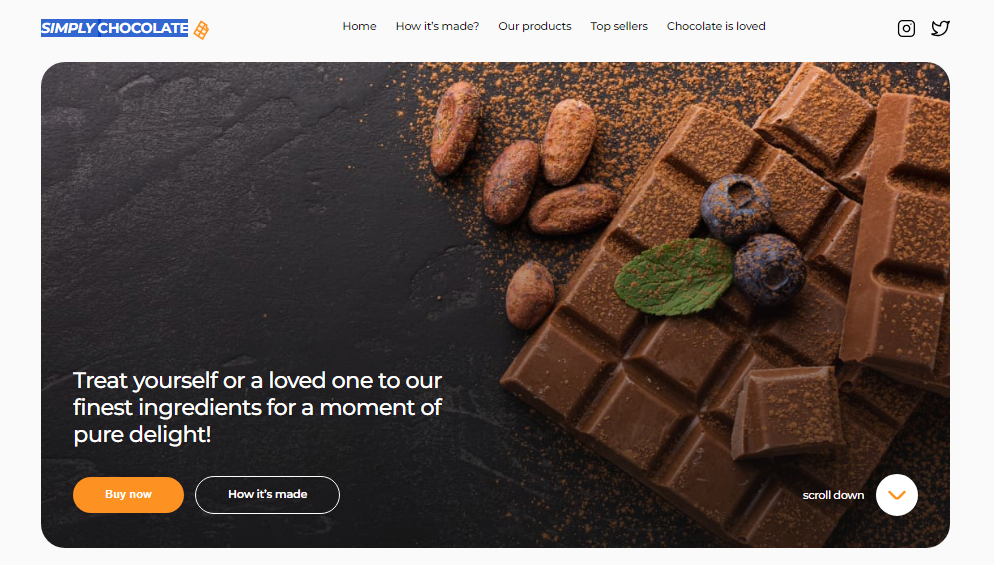 SIMPLY CHOCOLATE
Home
How it's made?
Our products
Top sellers
Chocolate is loved
Treat yourself or a loved one to our
finest ingredients for a moment of
pure delight!
Buy now
How it's made
scroll down